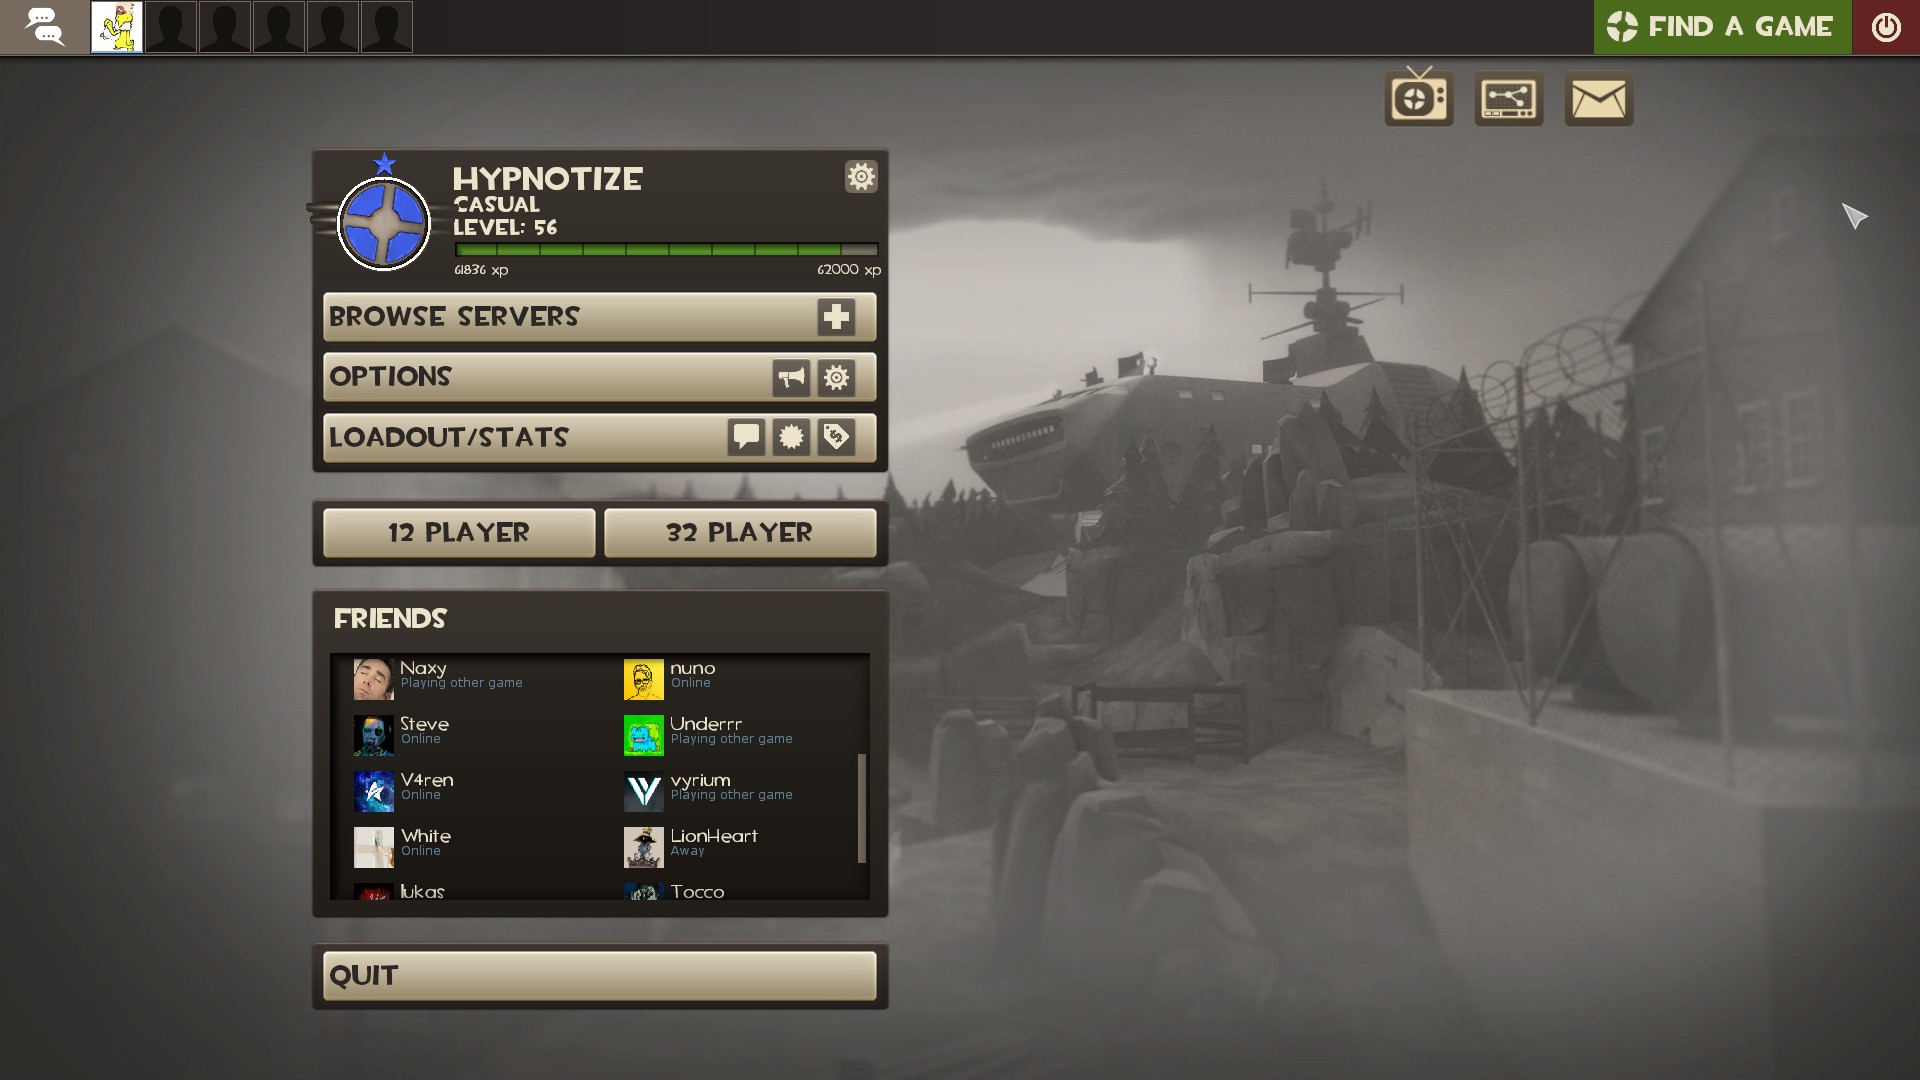 FIND A GAME
HYPNOTIZE
CASUAL
LEVEL: 56
61836 xp
62000 xp
BROWSE SERVERS
OPTIONS
LOADOUT/STATS
12 PLAYER
32 PLAYER
FRIENDS
Naxy
Playing other game
nuno
Online
Steve
Online
Underrr
Playing other game
V4ren
Online
vyrium
Playing other game
White
Online
LionHeart
Away
lukas
Tocco
QUIT